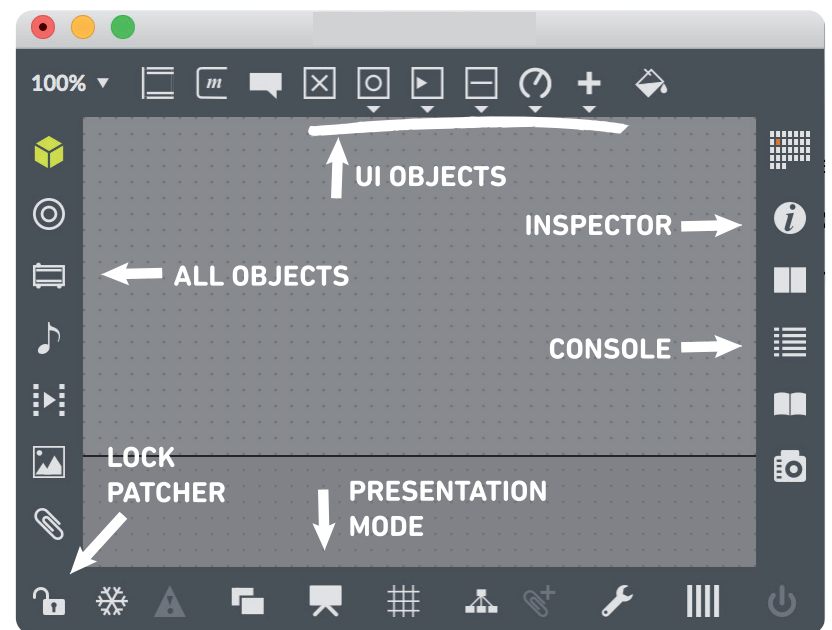 100%
m
UI OBJECTS
INSPECTOR
ALL OBJECTS
CONSOLE
LOCK
PATCHER
PRESENTATION
MODE